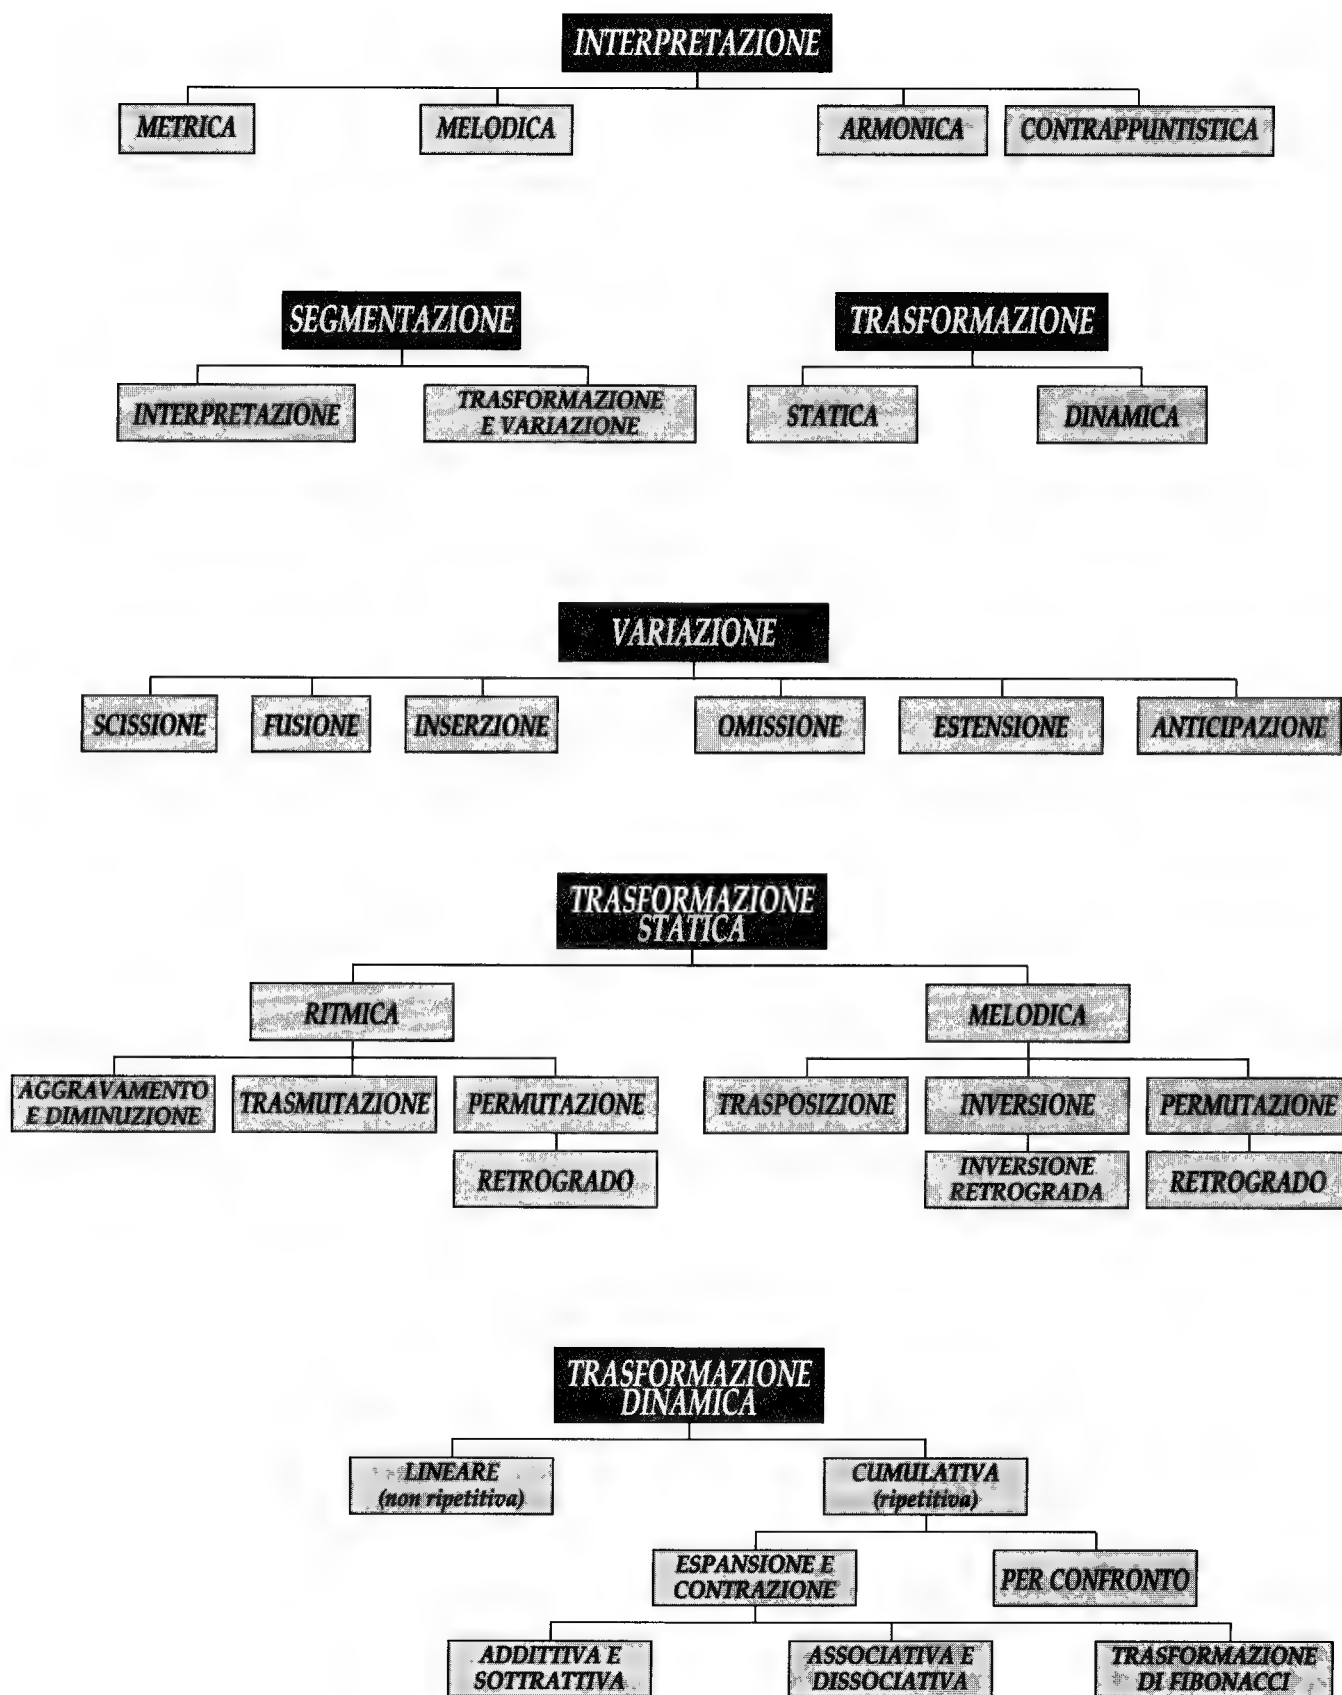 INTERPRETAZIONE
METRICA
MELODICA
ARMONICA
CONTRAPPUNTISTICA
SEGMENTAZIONE
TRASFORMAZIONE
INTERPRETAZIONE
TRASFORMAZIONE
E VARIAZIONE
STATICA
DINAMICA
VARIAZIONE
SCISSIONE
FUSIONE
INSERZIONE
OMISSIONE
ESTENSIONE
ANTICIPAZIONE
TRASFORMAZIONE
STATICA
RITMICA
MELODICA
AGGRAVAMENTO
E DIMINUZIONE
TRASMUTAZIONE
PERMUTAZIONE
TRASPOSIZIONE
INVERSIONE
PERMUTAZIONE
RETROGRADO
INVERSIONE
RETROGRADA
RETROGRADO
TRASFORMAZIONE
DINAMICA
LINEARE
(non ripetitiva)
CUMULATIVA
(ripetitiva)
ESPANSIONE E
CONTRAZIONE
PER CONFRONTO
ADDITTIVA E
SOTTRATTIVA
ASSOCIATIVA E
DISSOCIATIVA
TRASFORMAZIONE
DI FIBONACCI